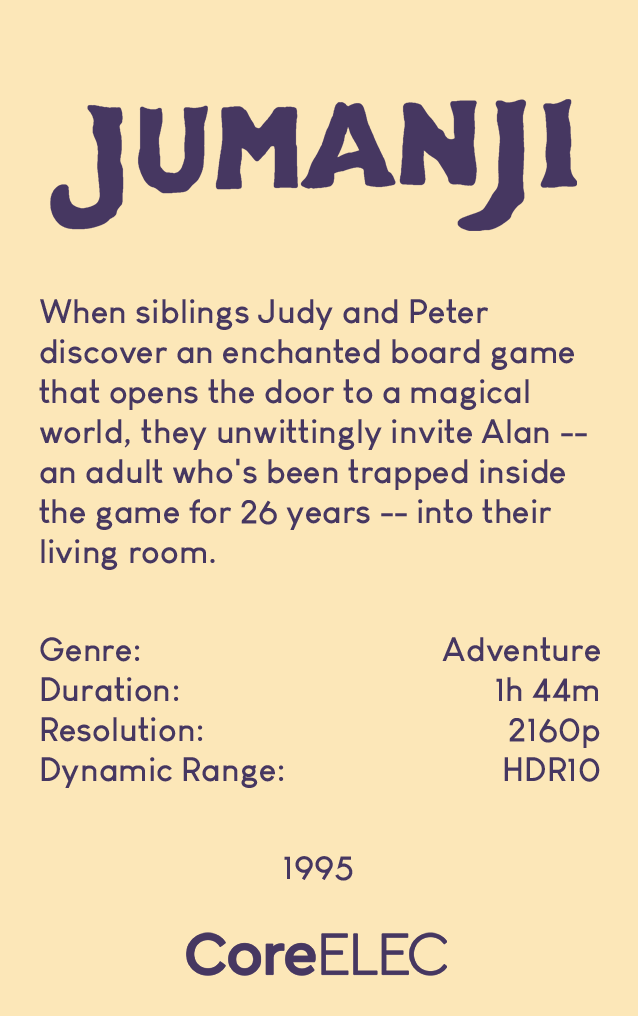 JUMANJI
When siblings Judy and Peter
discover an enchanted board game
that opens the door to a magical
world, they unwittingly invite Alan --
an adult who's been trapped inside
the game for 26 years -- into their
living room.
Genre: Adventure
Duration: 1h 44m
Resolution: 2160p
Dynamic Range: HDR10
1995
CoreELEC